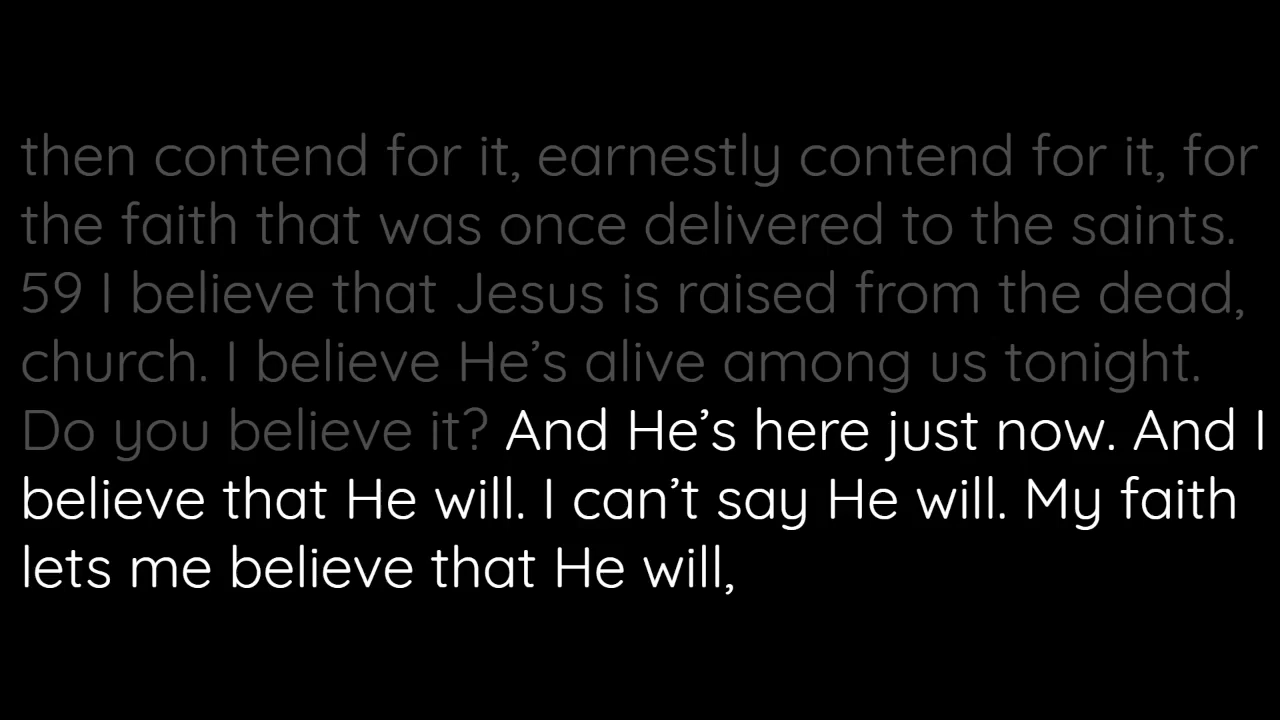 then contend for it, earnestly contend for it, for
the faith that was once delivered to the saints.
59 I believe that Jesus is raised from the dead,
church. I believe He’s alive among us tonight.
Do you believe it? And He’s here just now. And I
believe that He will. I can’t say He will. My faith
lets me believe that He will,